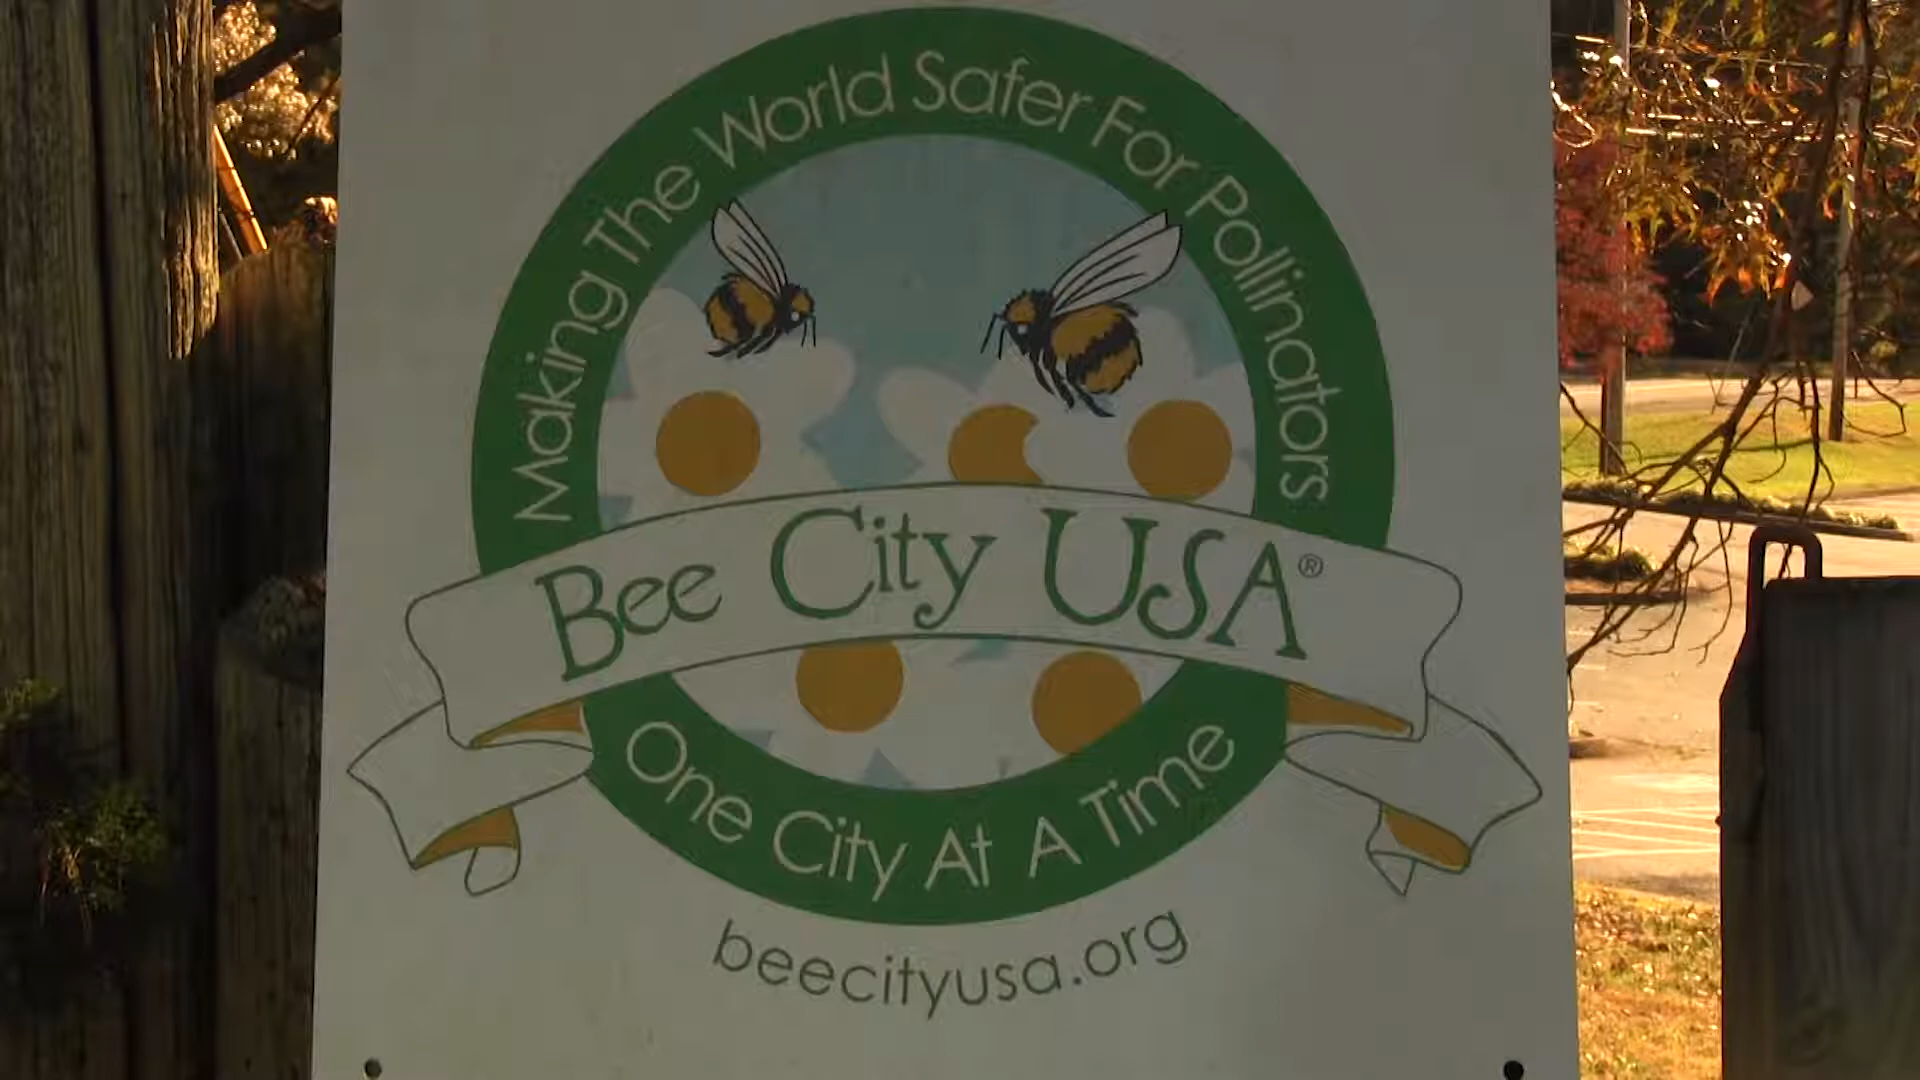 Making The World Safer For Pollinators
Bee City USA®
One City At A Time
beecityusa.org